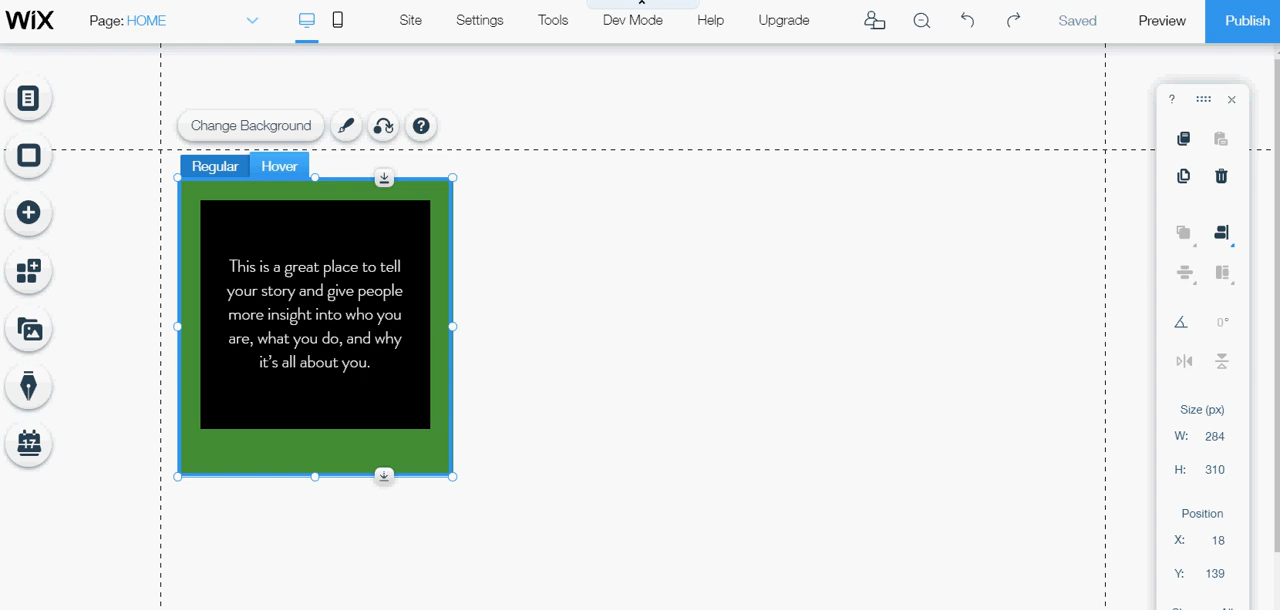 WiX
Page: HOME
Site Settings Tools Dev Mode Help Upgrade
Saved Preview Publish
Change Background
?
Regular Hover
This is a great place to tell
your story and give people
more insight into who you
are, what you do, and why
it's all about you.
17
?
0°
Size (px)
W: 284
H: 310
Position
X: 18
Y: 139